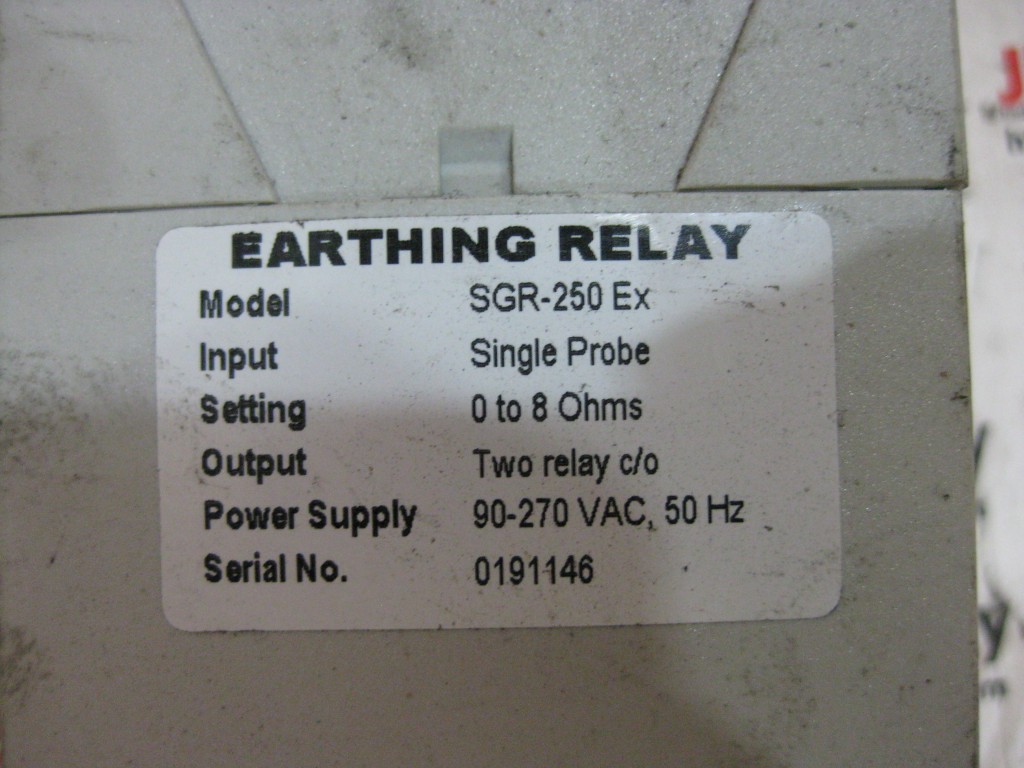 EARTHING RELAY
Model SGR-250 Ex
Input Single Probe
Setting 0 to 8 Ohms
Output Two relay c/o
Power Supply 90-270 VAC, 50 Hz
Serial No. 0191146